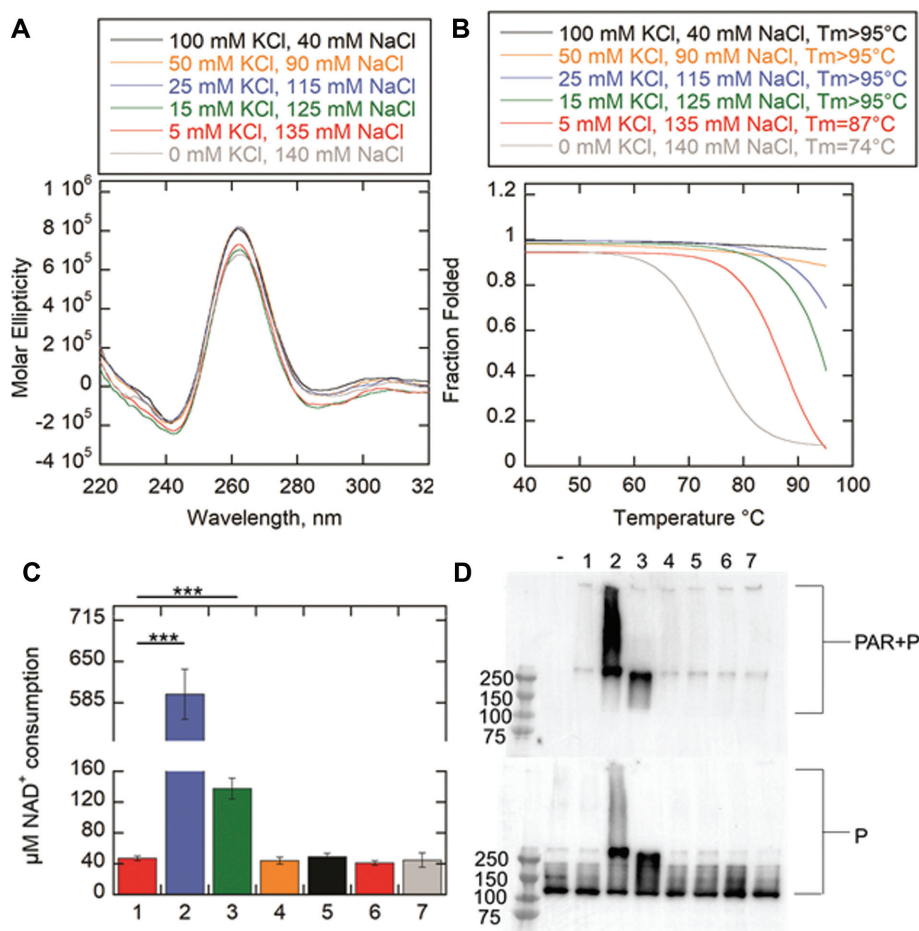 A
100 mM KCl, 40 mM NaCl
50 mM KCl, 90 mM NaCl
25 mM KCl, 115 mM NaCl
15 mM KCl, 125 mM NaCl
5 mM KCl, 135 mM NaCl
0 mM KCl, 140 mM NaCl
Molar Ellipticity
1 10⁶
8 10⁵
6 10⁵
4 10⁵
2 10⁵
0
-2 10⁵
-4 10⁵
220 240 260 280 300 32
Wavelength, nm
B
100 mM KCl, 40 mM NaCl, Tm>95°C
50 mM KCl, 90 mM NaCl, Tm>95°C
25 mM KCl, 115 mM NaCl, Tm>95°C
15 mM KCl, 125 mM NaCl, Tm>95°C
5 mM KCl, 135 mM NaCl, Tm=87°C
0 mM KCl, 140 mM NaCl, Tm=74°C
Fraction Folded
1.2
1
0.8
0.6
0.4
0.2
0
40 50 60 70 80 90 100
Temperature °C
C
***
***
µM NAD⁺ consumption
715
650
585
160
120
80
40
0
1 2 3 4 5 6 7
D
- 1 2 3 4 5 6 7
250
150
100
75
PAR+P
250
150
100
75
P